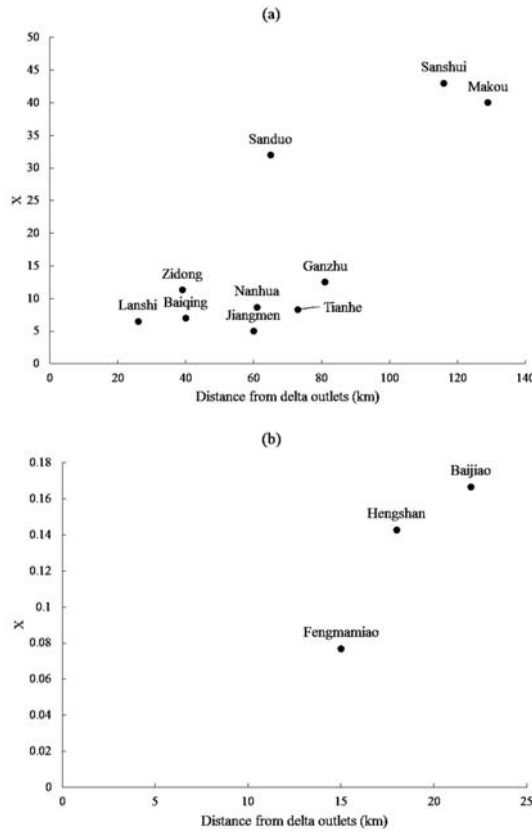 (a)
50
45
40
35
30
25
20
15
10
5
0
X
Sanshui
Makou
Sanduo
Ganzhu
Zidong
Nanhua
Lanshi
Baiqing
Jiangmen
Tianhe
0 20 40 60 80 100 120 140
Distance from delta outlets (km)
(b)
0.18
0.16
0.14
0.12
0.1
0.08
0.06
0.04
0.02
0
X
Baijiao
Hengshan
Fengmamiao
0 5 10 15 20 25
Distance from delta outlets (km)